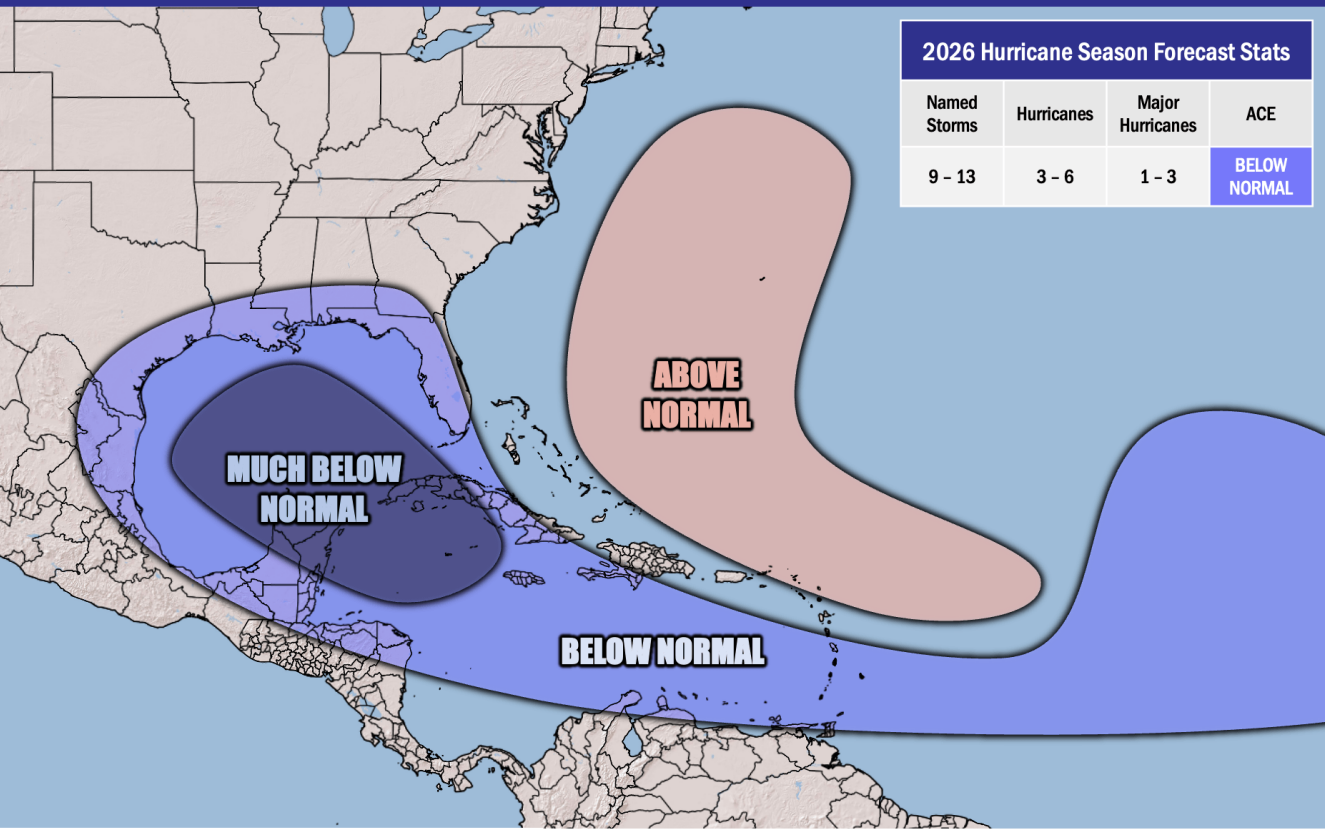 2026 Hurricane Season Forecast Stats
Named
Storms
Hurricanes
Major
Hurricanes
ACE
9 – 13
3 – 6
1 – 3
BELOW
NORMAL
ABOVE
NORMAL
MUCH BELOW
NORMAL
BELOW NORMAL